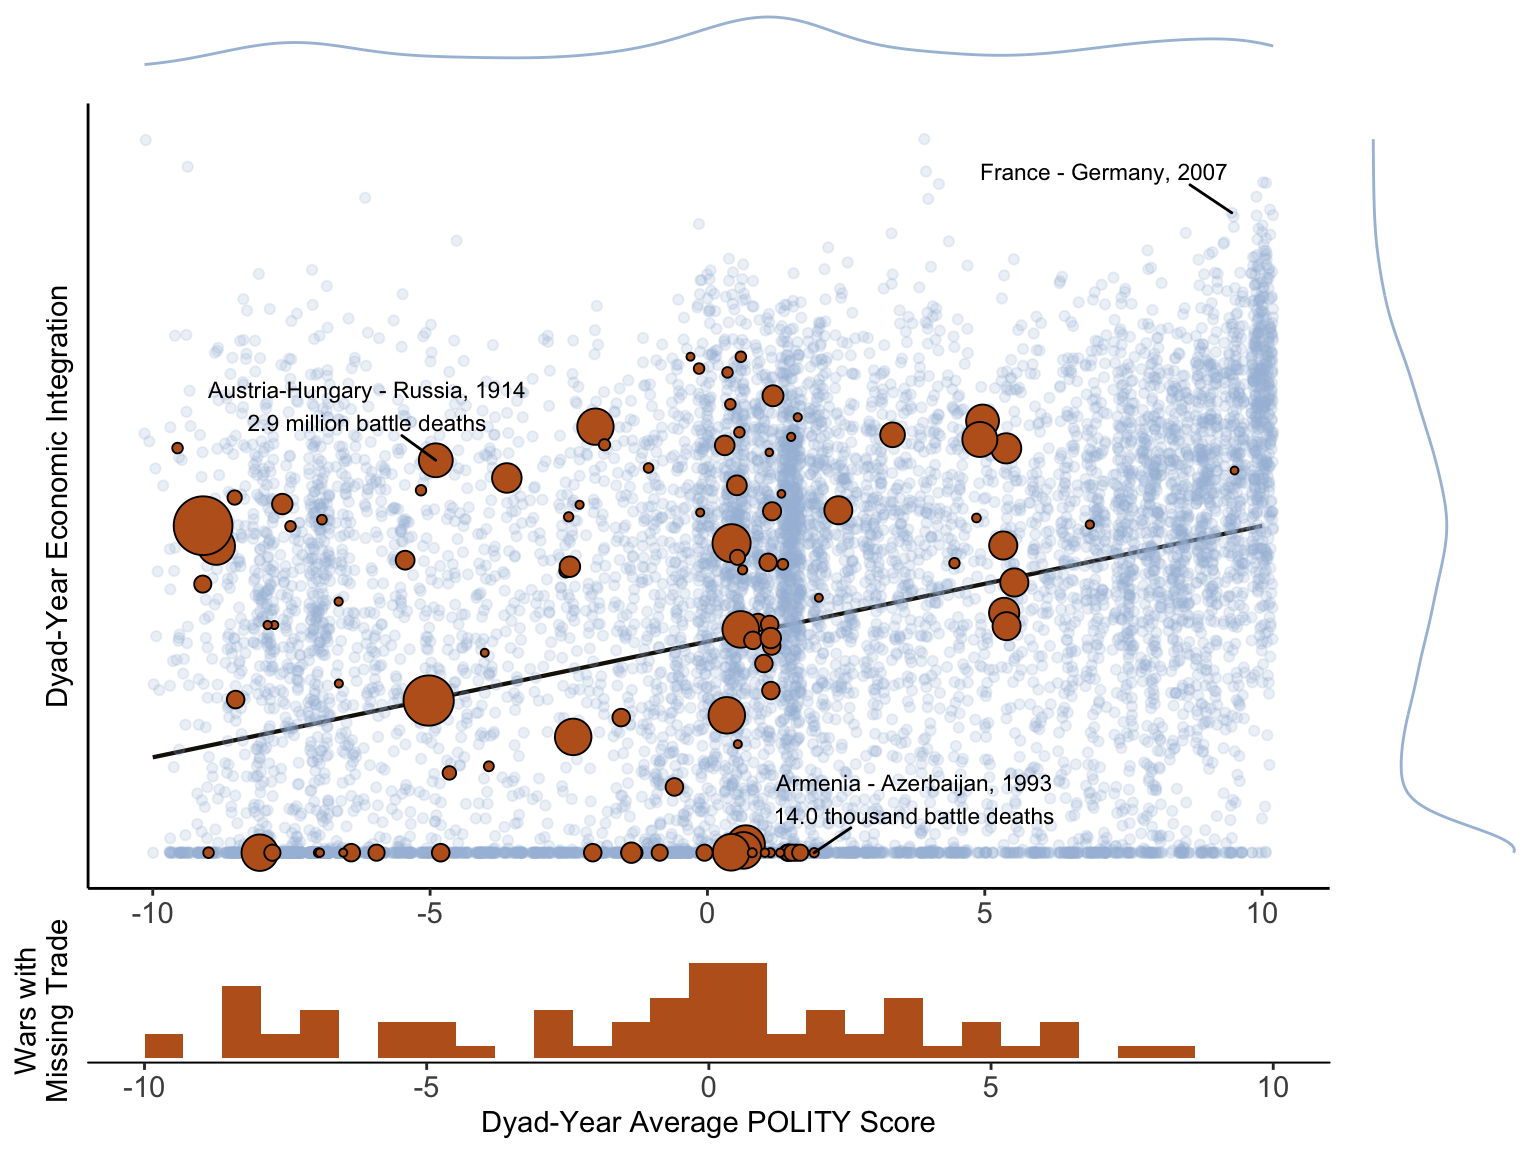 France - Germany, 2007
Austria-Hungary - Russia, 1914
2.9 million battle deaths
Dyad-Year Economic Integration
Armenia - Azerbaijan, 1993
14.0 thousand battle deaths
-10 -5 0 5 10
Wars with
Missing Trade
-10 -5 0 5 10
Dyad-Year Average POLITY Score